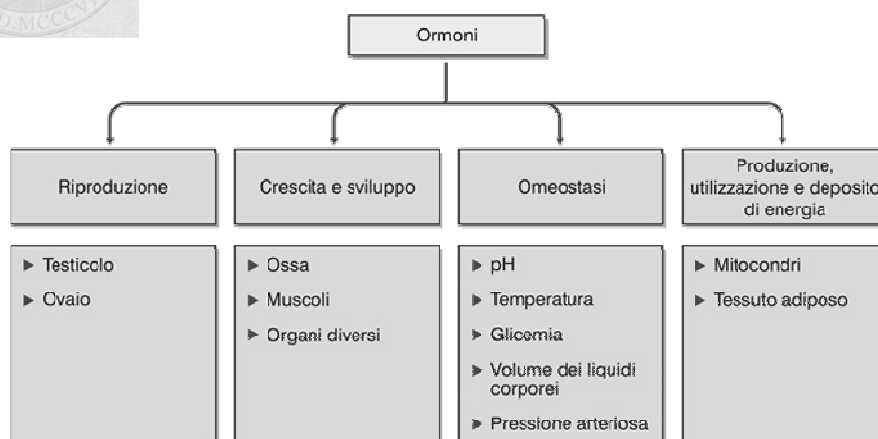 D.MCCCV
Ormoni
Riproduzione
Crescita e sviluppo
Omeostasi
Produzione,
utilizzazione e deposito
di energia
Testicolo
Ovaio
Ossa
Muscoli
Organi diversi
pH
Temperatura
Glicemia
Volume dei liquidi
corporei
Pressione arteriosa
Mitocondri
Tessuto adiposo